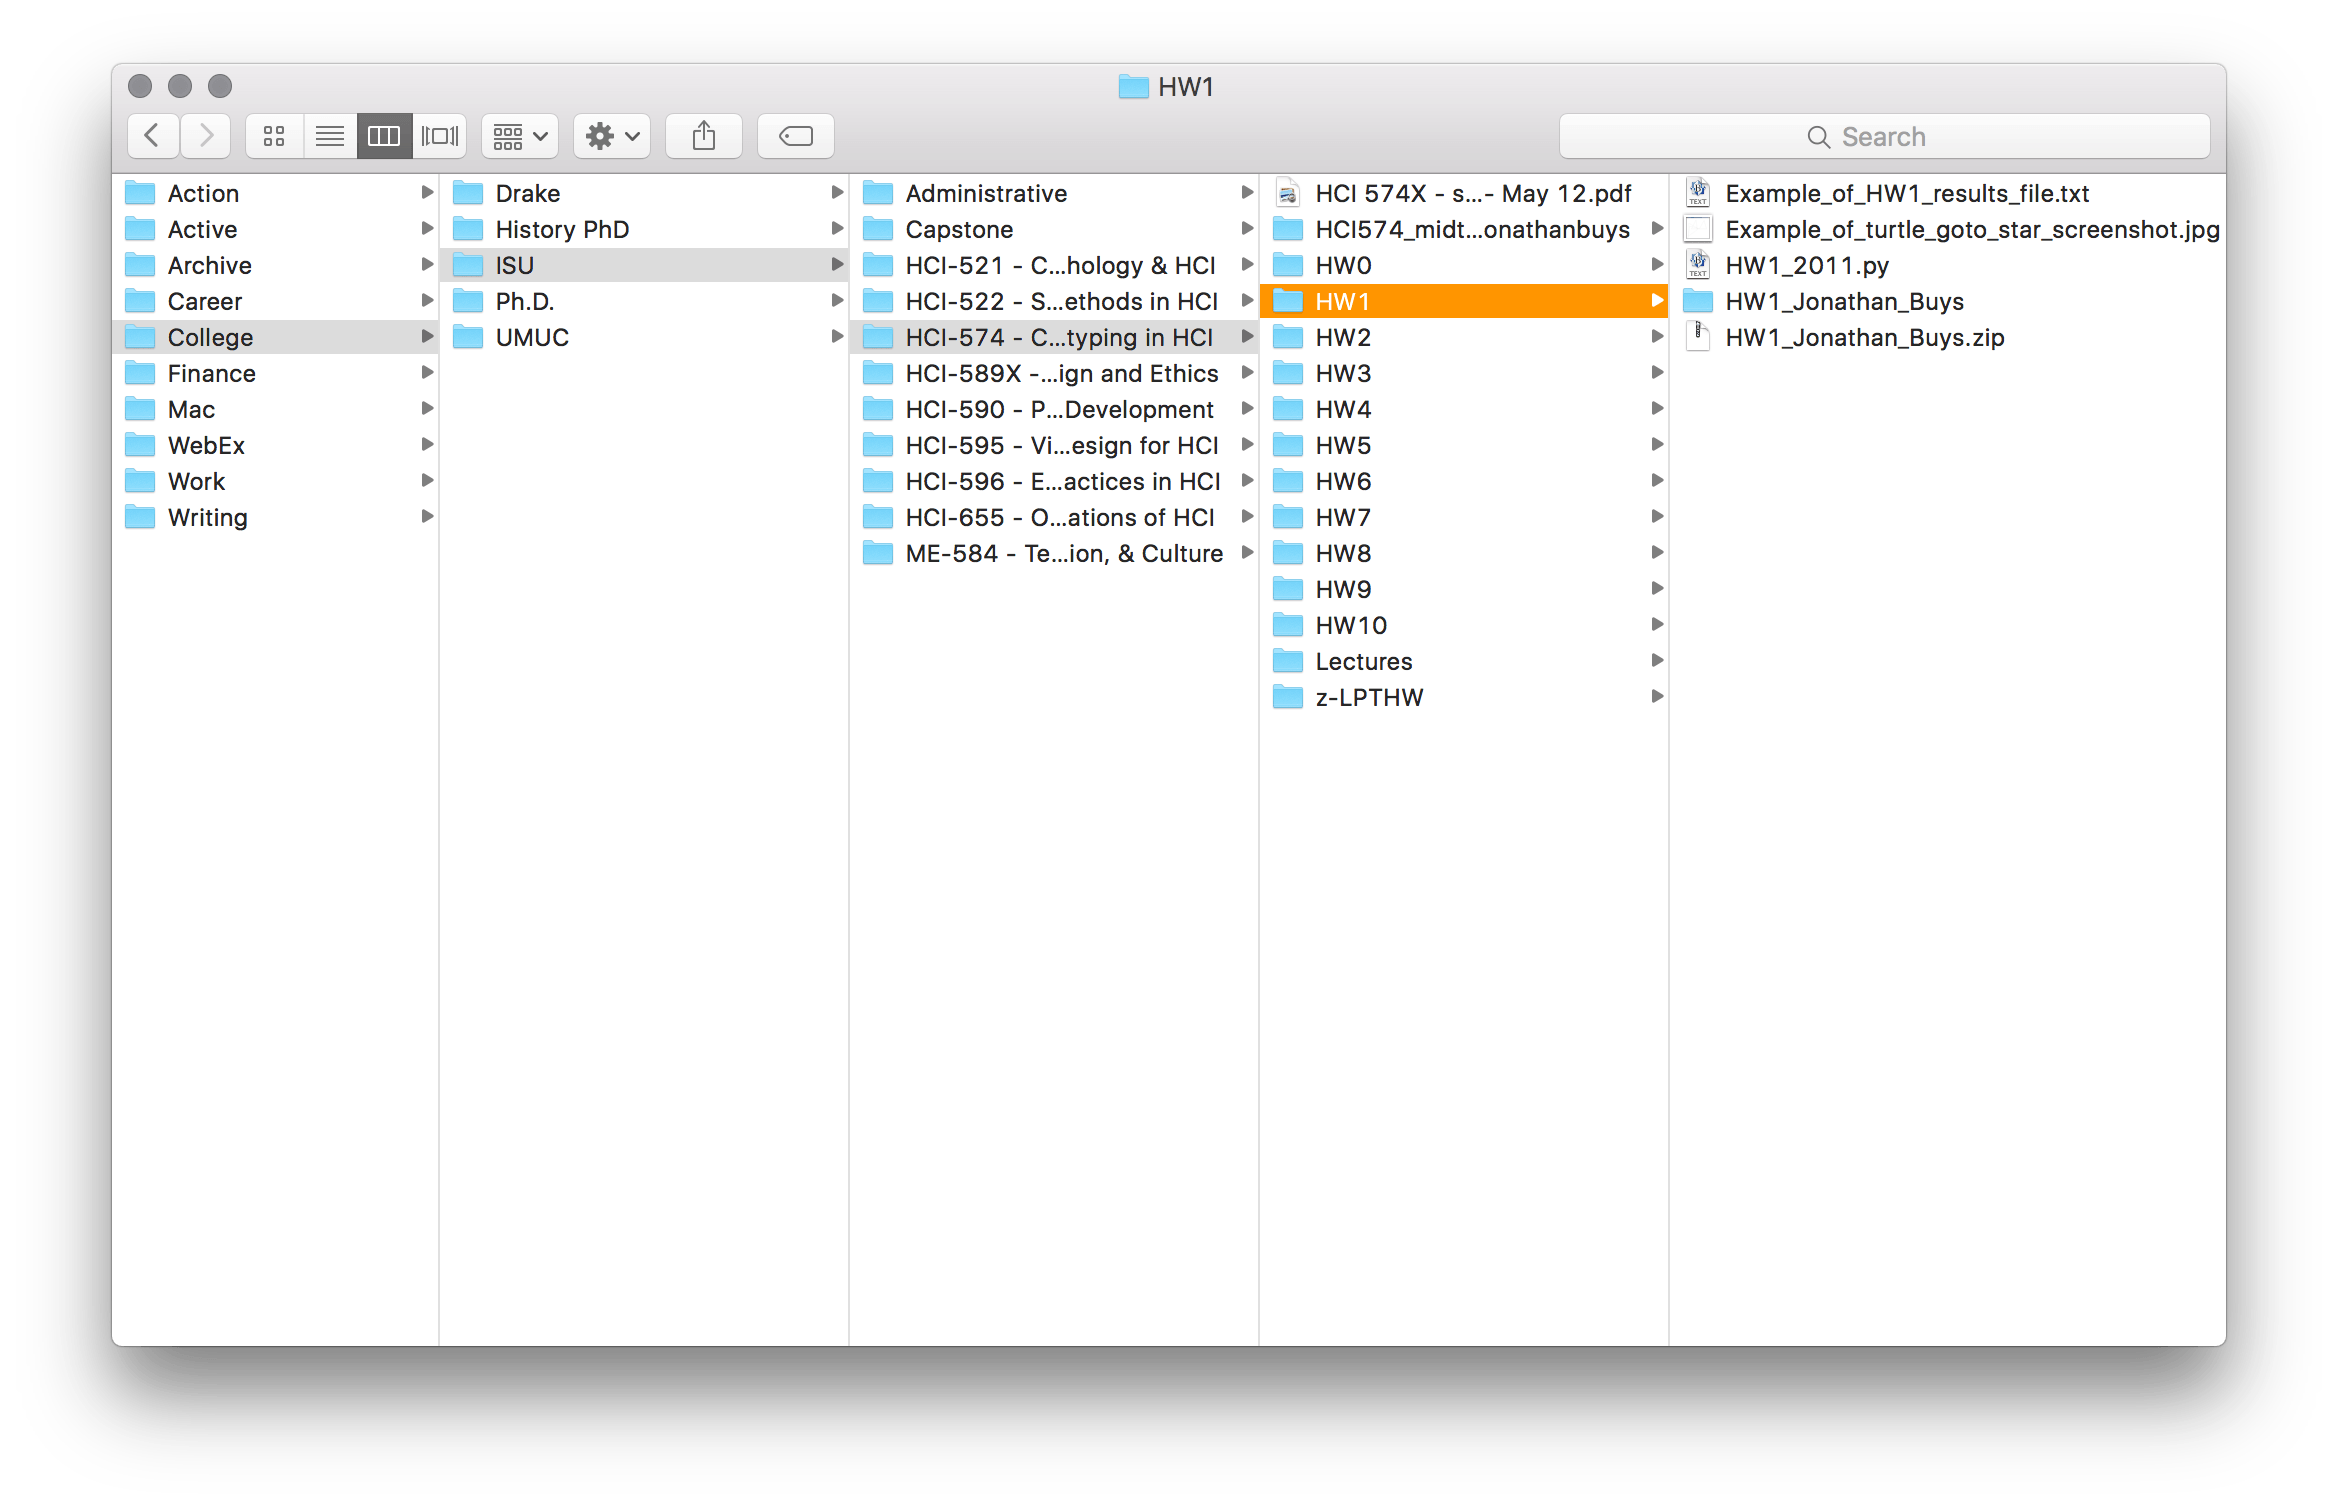 HW1
Search
Action
Active
Archive
Career
College
Finance
Mac
WebEx
Work
Writing
Drake
History PhD
ISU
Ph.D.
UMUC
Administrative
Capstone
HCI-521 - C...hology & HCI
HCI-522 - S...ethods in HCI
HCI-574 - C...typing in HCI
HCI-589X -...ign and Ethics
HCI-590 - P...Development
HCI-595 - Vi...esign for HCI
HCI-596 - E...actices in HCI
HCI-655 - O...ations of HCI
ME-584 - Te...ion, & Culture
HCI 574X - s...- May 12.pdf
HCI574_midt...onathanbuys
HW0
HW1
HW2
HW3
HW4
HW5
HW6
HW7
HW8
HW9
HW10
Lectures
z-LPTHW
TEXT
Example_of_HW1_results_file.txt
Example_of_turtle_goto_star_screenshot.jpg
TEXT
HW1_2011.py
HW1_Jonathan_Buys
HW1_Jonathan_Buys.zip